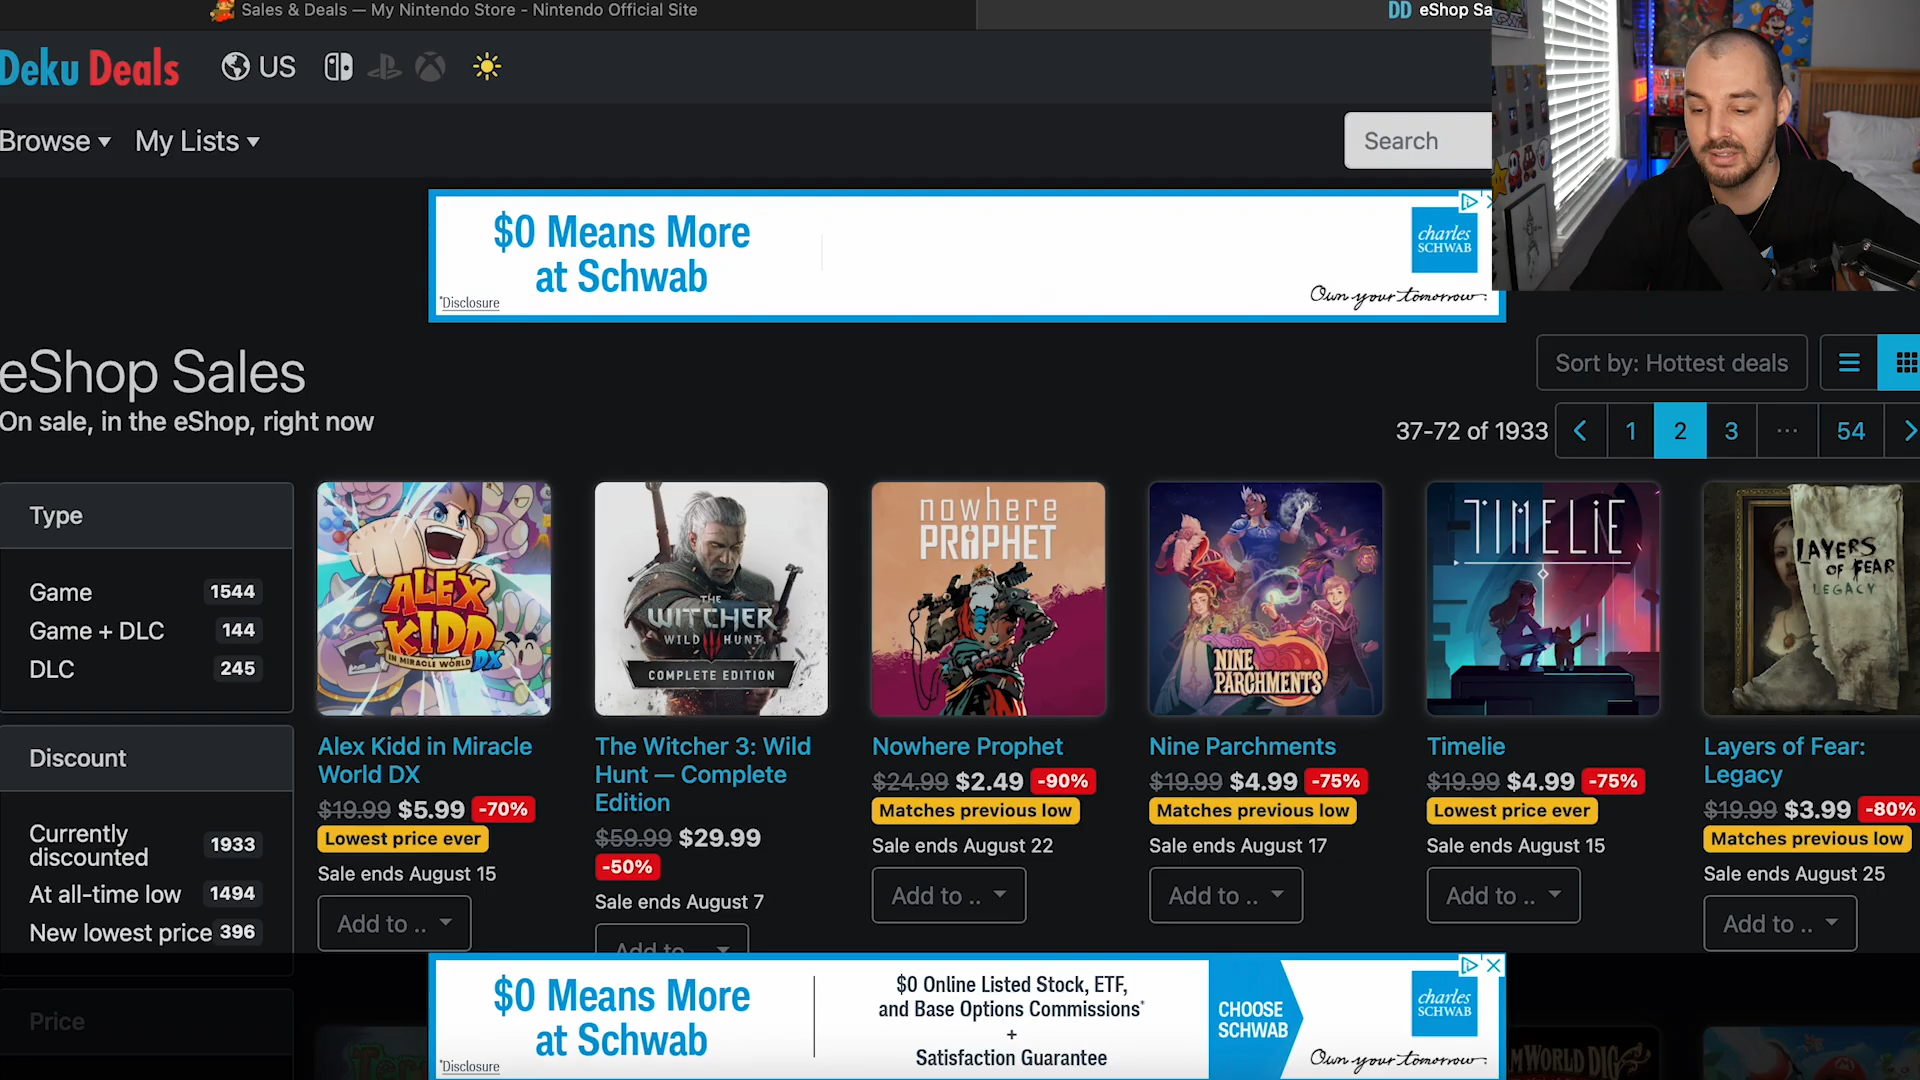 Sales & Deals — My Nintendo Store - Nintendo Official Site
DD eShop Sa
Deku Deals
US
Browse
My Lists
Search
$0 Means More
at Schwab
*Disclosure
charles
SCHWAB
Own your tomorrow.
eShop Sales
On sale, in the eShop, right now
Sort by: Hottest deals
37-72 of 1933
1
2
3
...
54
Type
Game 1544
Game + DLC 144
DLC 245
Discount
Currently
discounted 1933
At all-time low 1494
New lowest price 396
Price
ALEX
KIDD
IN MIRACLE WORLD DX
Alex Kidd in Miracle
World DX
$19.99 $5.99 -70%
Lowest price ever
Sale ends August 15
Add to ..
THE
WITCHER
WILD HUNT
COMPLETE EDITION
The Witcher 3: Wild
Hunt — Complete
Edition
$59.99 $29.99
-50%
Sale ends August 7
Add to
nowhere
PROPHET
Nowhere Prophet
$24.99 $2.49 -90%
Matches previous low
Sale ends August 22
Add to ..
NINE
PARCHMENTS
Nine Parchments
$19.99 $4.99 -75%
Matches previous low
Sale ends August 17
Add to ..
TIMELIE
Timelie
$19.99 $4.99 -75%
Lowest price ever
Sale ends August 15
Add to ..
LAYERS
OF FEAR
LEGACY
Layers of Fear:
Legacy
$19.99 $3.99 -80%
Matches previous low
Sale ends August 25
Add to ..
$0 Means More
at Schwab
*Disclosure
$0 Online Listed Stock, ETF,
and Base Options Commissions*
+
Satisfaction Guarantee
CHOOSE
SCHWAB
charles
SCHWAB
Own your tomorrow.
MWORLD DIG